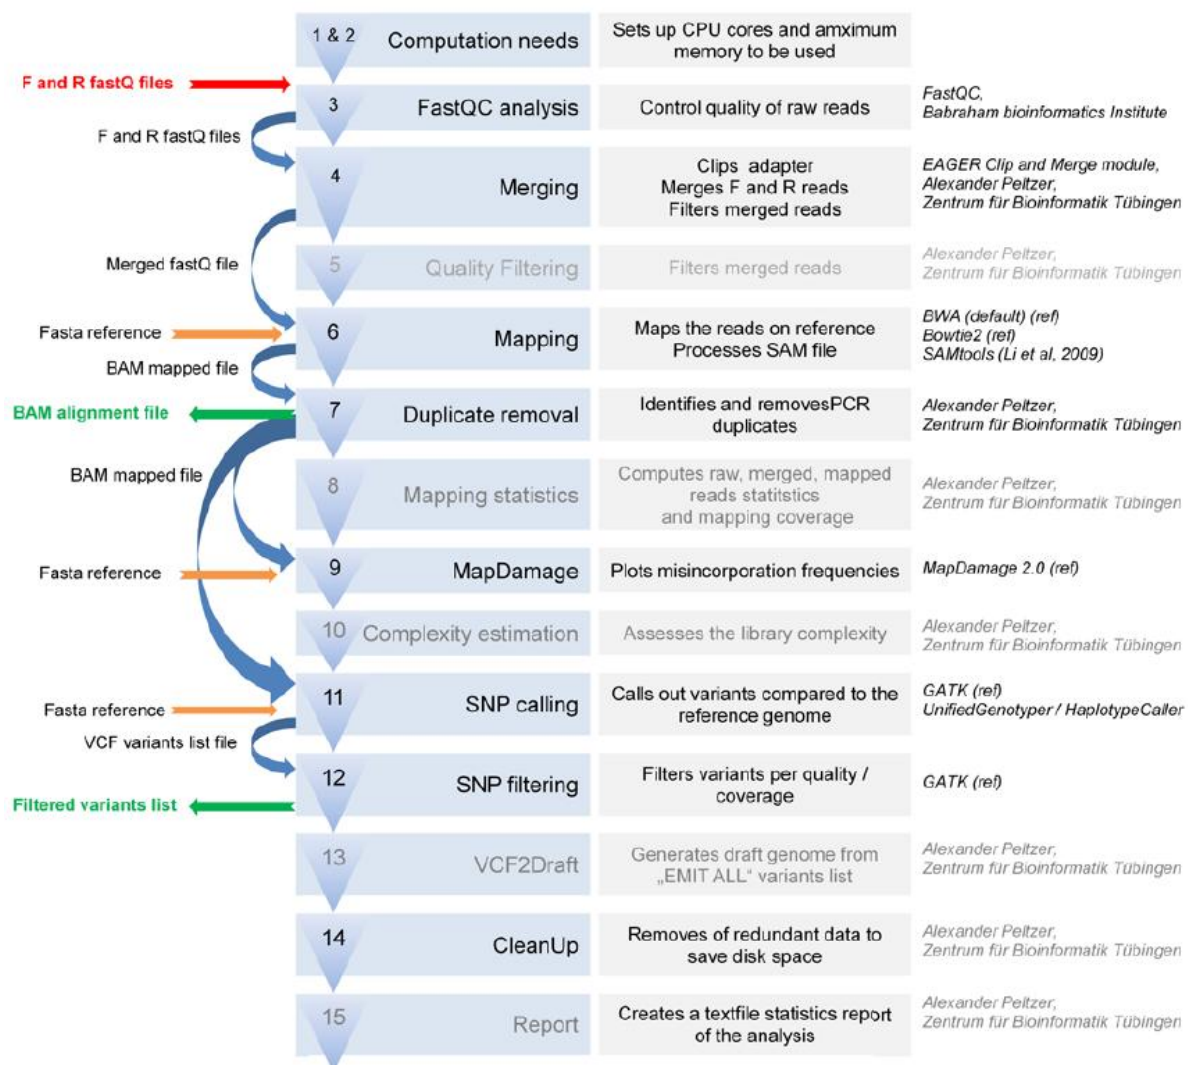 1 & 2
Computation needs
Sets up CPU cores and amximum
memory to be used
F and R fastQ files
3
FastQC analysis
Control quality of raw reads
FastQC,
Babraham bioinformatics Institute
F and R fastQ files
4
Merging
Clips adapter
Merges F and R reads
Filters merged reads
EAGER Clip and Merge module,
Alexander Peltzer,
Zentrum für Bioinformatik Tübingen
Merged fastQ file
5
Quality Filtering
Filters merged reads
Alexander Peltzer,
Zentrum für Bioinformatik Tübingen
Fasta reference
6
Mapping
Maps the reads on reference
Processes SAM file
BWA (default) (ref)
Bowtie2 (ref)
SAMtools (Li et al, 2009)
BAM mapped file
BAM alignment file
7
Duplicate removal
Identifies and removesPCR
duplicates
Alexander Peltzer,
Zentrum für Bioinformatik Tübingen
BAM mapped file
8
Mapping statistics
Computes raw, merged, mapped
reads statitstics
and mapping coverage
Alexander Peltzer,
Zentrum für Bioinformatik Tübingen
Fasta reference
9
MapDamage
Plots misincorporation frequencies
MapDamage 2.0 (ref)
10
Complexity estimation
Assesses the library complexity
Alexander Peltzer,
Zentrum für Bioinformatik Tübingen
Fasta reference
11
SNP calling
Calls out variants compared to the
reference genome
GATK (ref)
UnifiedGenotyper / HaplotypeCaller
VCF variants list file
12
SNP filtering
Filters variants per quality /
coverage
GATK (ref)
Filtered variants list
13
VCF2Draft
Generates draft genome from
„EMIT ALL“ variants list
Alexander Peltzer,
Zentrum für Bioinformatik Tübingen
14
CleanUp
Removes of redundant data to
save disk space
Alexander Peltzer,
Zentrum für Bioinformatik Tübingen
15
Report
Creates a textfile statistics report
of the analysis
Alexander Peltzer,
Zentrum für Bioinformatik Tübingen